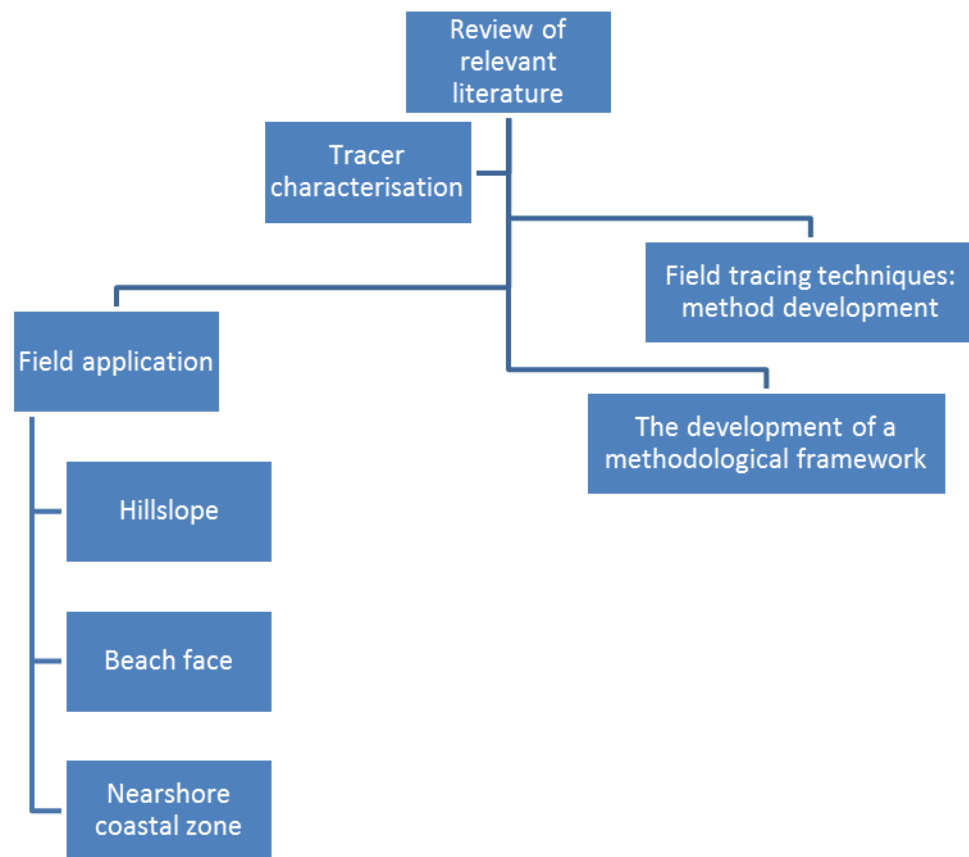 Review of
relevant
literature
Tracer
characterisation
Field tracing techniques:
method development
Field application
The development of a
methodological framework
Hillslope
Beach face
Nearshore
coastal zone